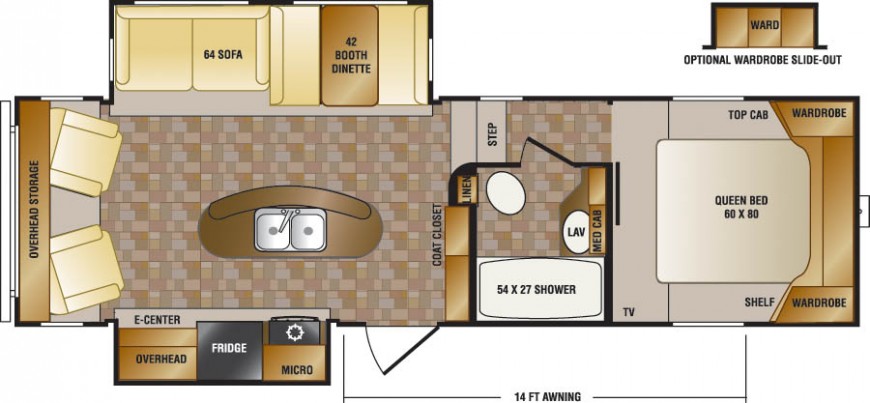 WARD
OPTIONAL WARDROBE SLIDE-OUT
64 SOFA
42
BOOTH
DINETTE
OVERHEAD STORAGE
STEP
TOP CAB
WARDROBE
LINEN
COAT CLOSET
LAV
MED CAB
QUEEN BED
60 X 80
54 X 27 SHOWER
TV
SHELF
WARDROBE
E-CENTER
OVERHEAD
FRIDGE
MICRO
14 FT AWNING